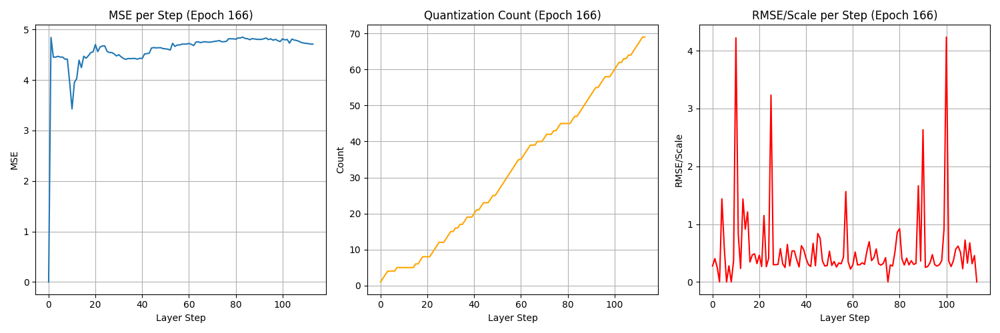 MSE per Step (Epoch 166)
5
4
3
2
1
0
MSE
0 20 40 60 80 100
Layer Step
Quantization Count (Epoch 166)
70
60
50
40
30
20
10
0
Count
0 20 40 60 80 100
Layer Step
RMSE/Scale per Step (Epoch 166)
4
3
2
1
0
RMSE/Scale
0 20 40 60 80 100
Layer Step